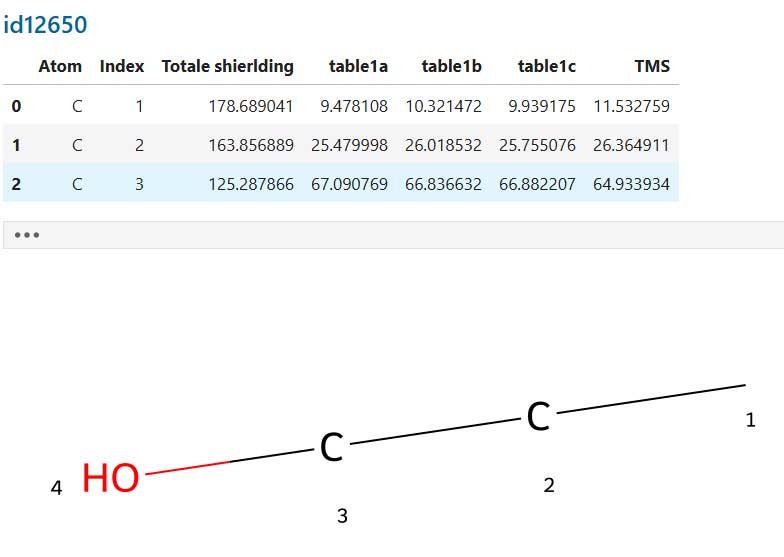 id12650
Atom Index Totale shierlding table1a table1b table1c TMS
0 C 1 178.689041 9.478108 10.321472 9.939175 11.532759
1 C 2 163.856889 25.479998 26.018532 25.755076 26.364911
2 C 3 125.287866 67.090769 66.836632 66.882207 64.933934
•••
1
C
2
C
3
HO
4